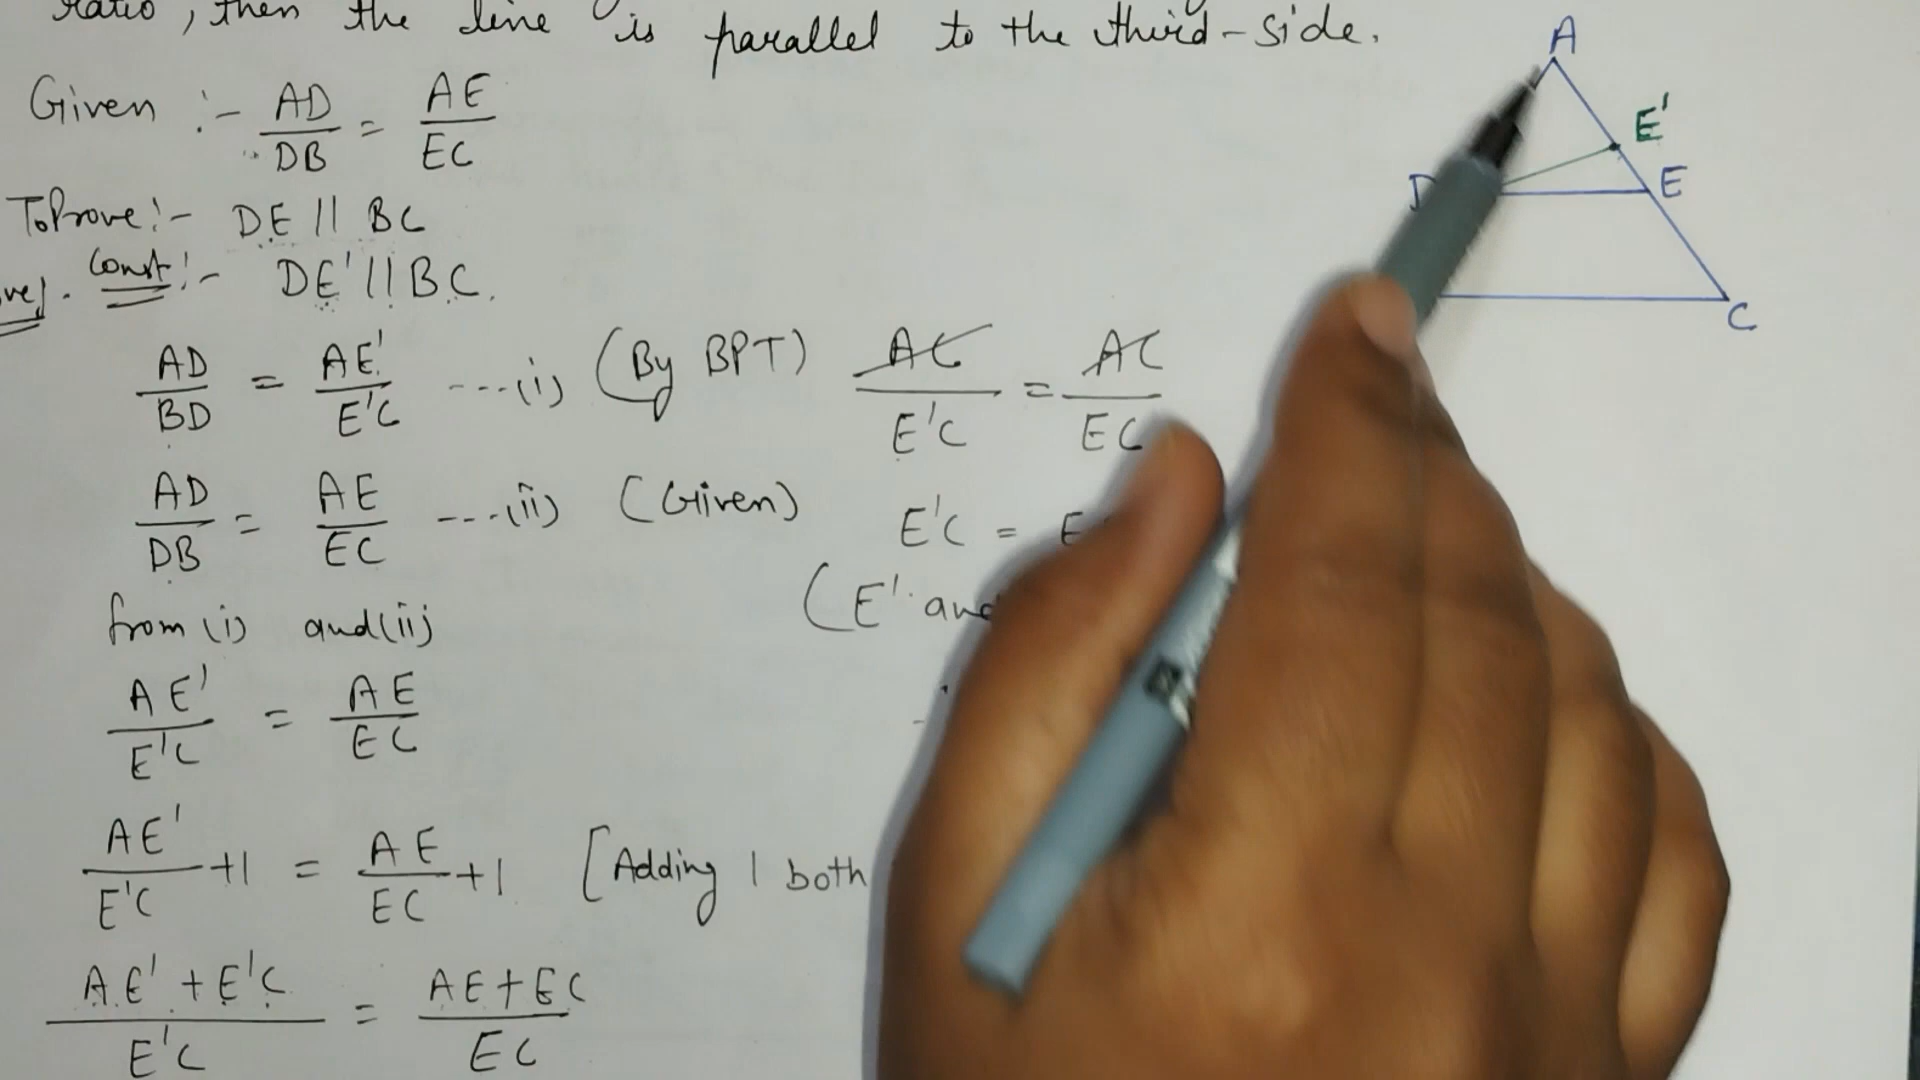 ratio, then the line is parallel to the third-side.
Given :- AD/DB = AE/EC
To Prove:- DE || BC
Const:- DE' || BC.
AD/BD = AE'/E'C ---(i) (By BPT)
AD/DB = AE/EC ---(ii) (Given)
from (i) and (ii)
AE'/E'C = AE/EC
AE'/E'C +1 = AE/EC +1 [Adding 1 both
AE' + E'C/E'C = AE+EC/EC
AC/E'C = AC/EC
E'C = E
(E' and
A
E'
D
E
C